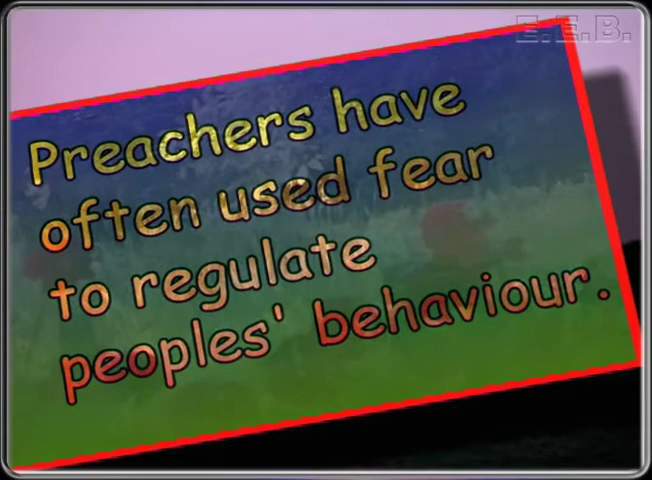 E.E.B.
Preachers have
often used fear
to regulate
peoples' behaviour.